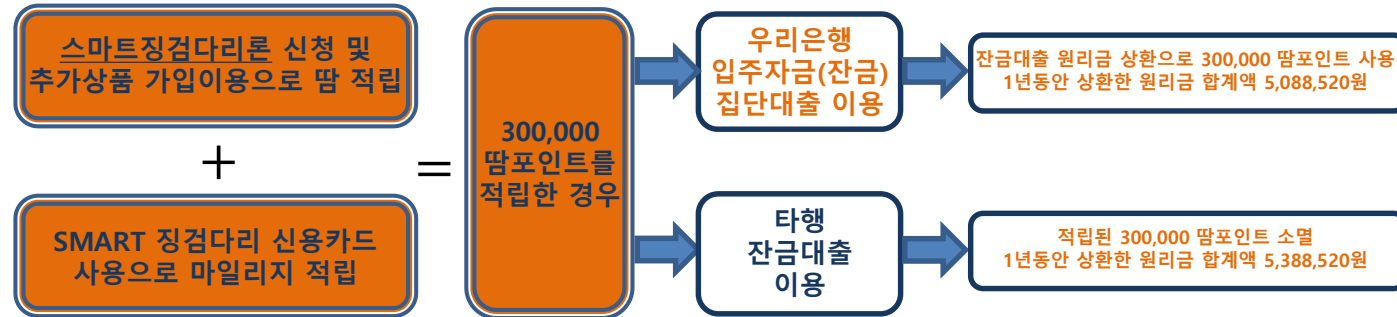 스마트징검다리론 신청 및
추가상품 가입이용으로 땀 적립
+
SMART 징검다리 신용카드
사용으로 마일리지 적립
=
300,000
땀포인트를
적립한 경우
우리은행
입주자금(잔금)
집단대출 이용
잔금대출 원리금 상환으로 300,000 땀포인트 사용
1년동안 상환한 원리금 합계액 5,088,520원
타행
잔금대출
이용
적립된 300,000 땀포인트 소멸
1년동안 상환한 원리금 합계액 5,388,520원